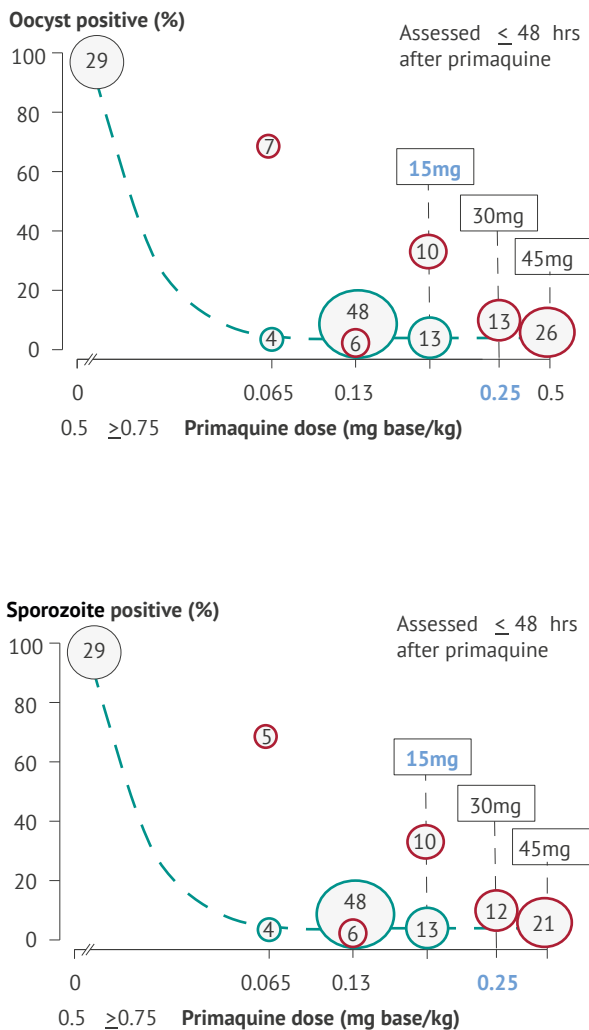 Oocyst positive (%)
Assessed ≤ 48 hrs
after primaquine
100
80
60
40
20
0
29
7
15mg
30mg
45mg
10
48
4
6
13
13
26
0
0.065
0.13
0.25
0.5
0.5 ≥0.75 Primaquine dose (mg base/kg)
Sporozoite positive (%)
Assessed ≤ 48 hrs
after primaquine
100
80
60
40
20
0
29
5
15mg
30mg
45mg
10
48
4
6
13
12
21
0
0.065
0.13
0.25
0.5 ≥0.75 Primaquine dose (mg base/kg)